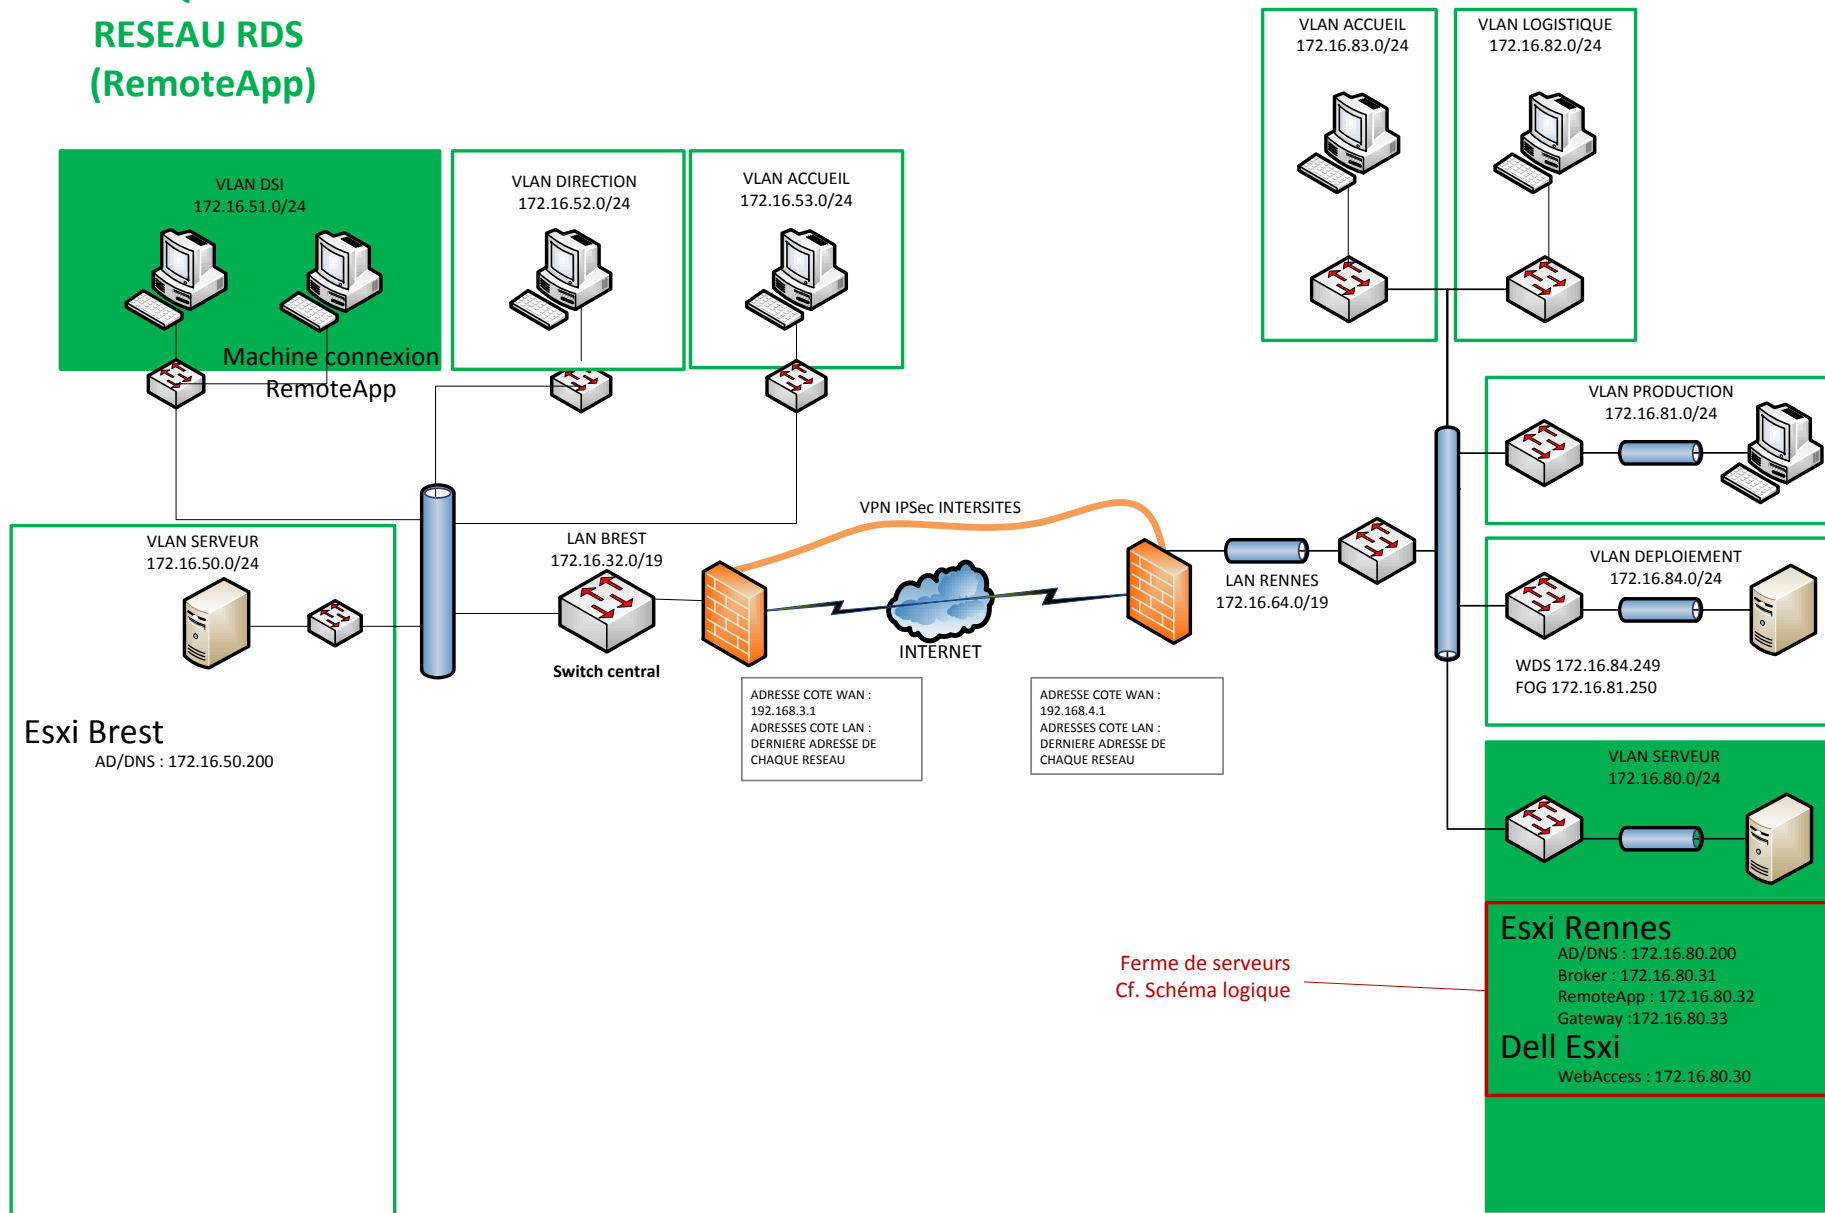 RESEAU RDS
(RemoteApp)
VLAN ACCUEIL
172.16.83.0/24
VLAN LOGISTIQUE
172.16.82.0/24
VLAN DSI
172.16.51.0/24
Machine connexion
RemoteApp
VLAN DIRECTION
172.16.52.0/24
VLAN ACCUEIL
172.16.53.0/24
VLAN PRODUCTION
172.16.81.0/24
VLAN SERVEUR
172.16.50.0/24
Esxi Brest
AD/DNS : 172.16.50.200
LAN BREST
172.16.32.0/19
Switch central
VPN IPSec INTERSITES
INTERNET
ADRESSE COTE WAN :
192.168.3.1
ADRESSES COTE LAN :
DERNIERE ADRESSE DE
CHAQUE RESEAU
ADRESSE COTE WAN :
192.168.4.1
ADRESSES COTE LAN :
DERNIERE ADRESSE DE
CHAQUE RESEAU
LAN RENNES
172.16.64.0/19
VLAN DEPLOIEMENT
172.16.84.0/24
WDS 172.16.84.249
FOG 172.16.81.250
VLAN SERVEUR
172.16.80.0/24
Ferme de serveurs
Cf. Schéma logique
Esxi Rennes
AD/DNS : 172.16.80.200
Broker : 172.16.80.31
RemoteApp : 172.16.80.32
Gateway :172.16.80.33
Dell Esxi
WebAccess : 172.16.80.30